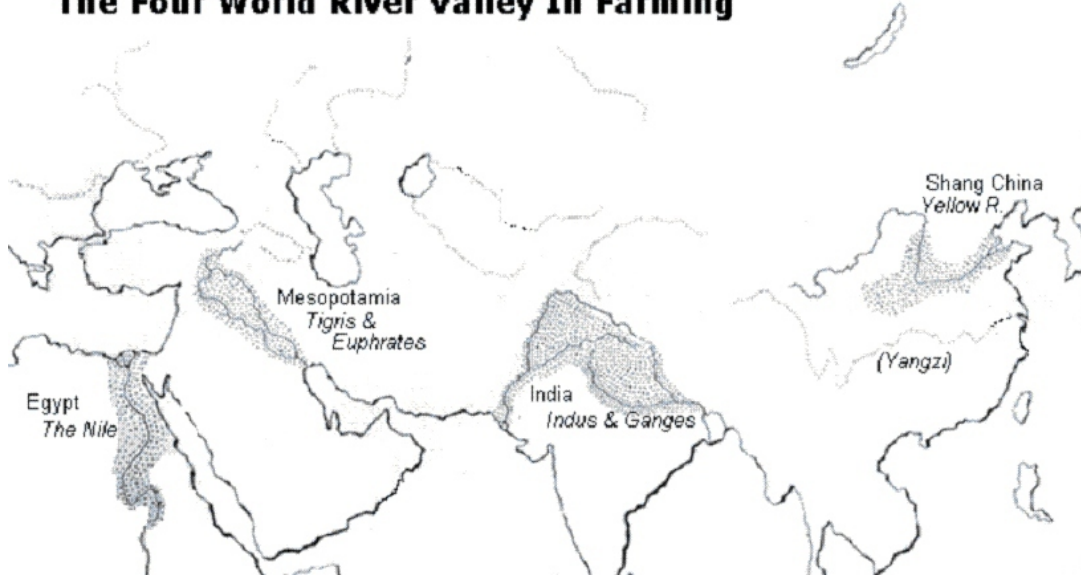 The Four World River Valley In Farming
Shang China
Yellow R.
Mesopotamia
Tigris &
Euphrates
(Yangzi)
Egypt
The Nile
India
Indus & Ganges